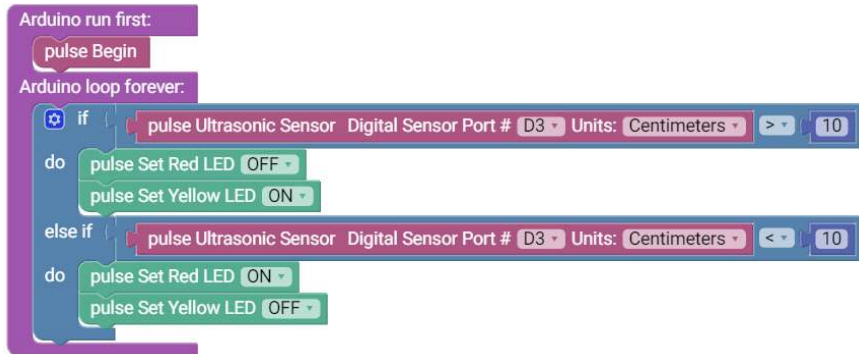 Arduino run first:
pulse Begin
Arduino loop forever:
if pulse Ultrasonic Sensor Digital Sensor Port # D3 Units: Centimeters > 10
do pulse Set Red LED OFF
pulse Set Yellow LED ON
else if pulse Ultrasonic Sensor Digital Sensor Port # D3 Units: Centimeters < 10
do pulse Set Red LED ON
pulse Set Yellow LED OFF